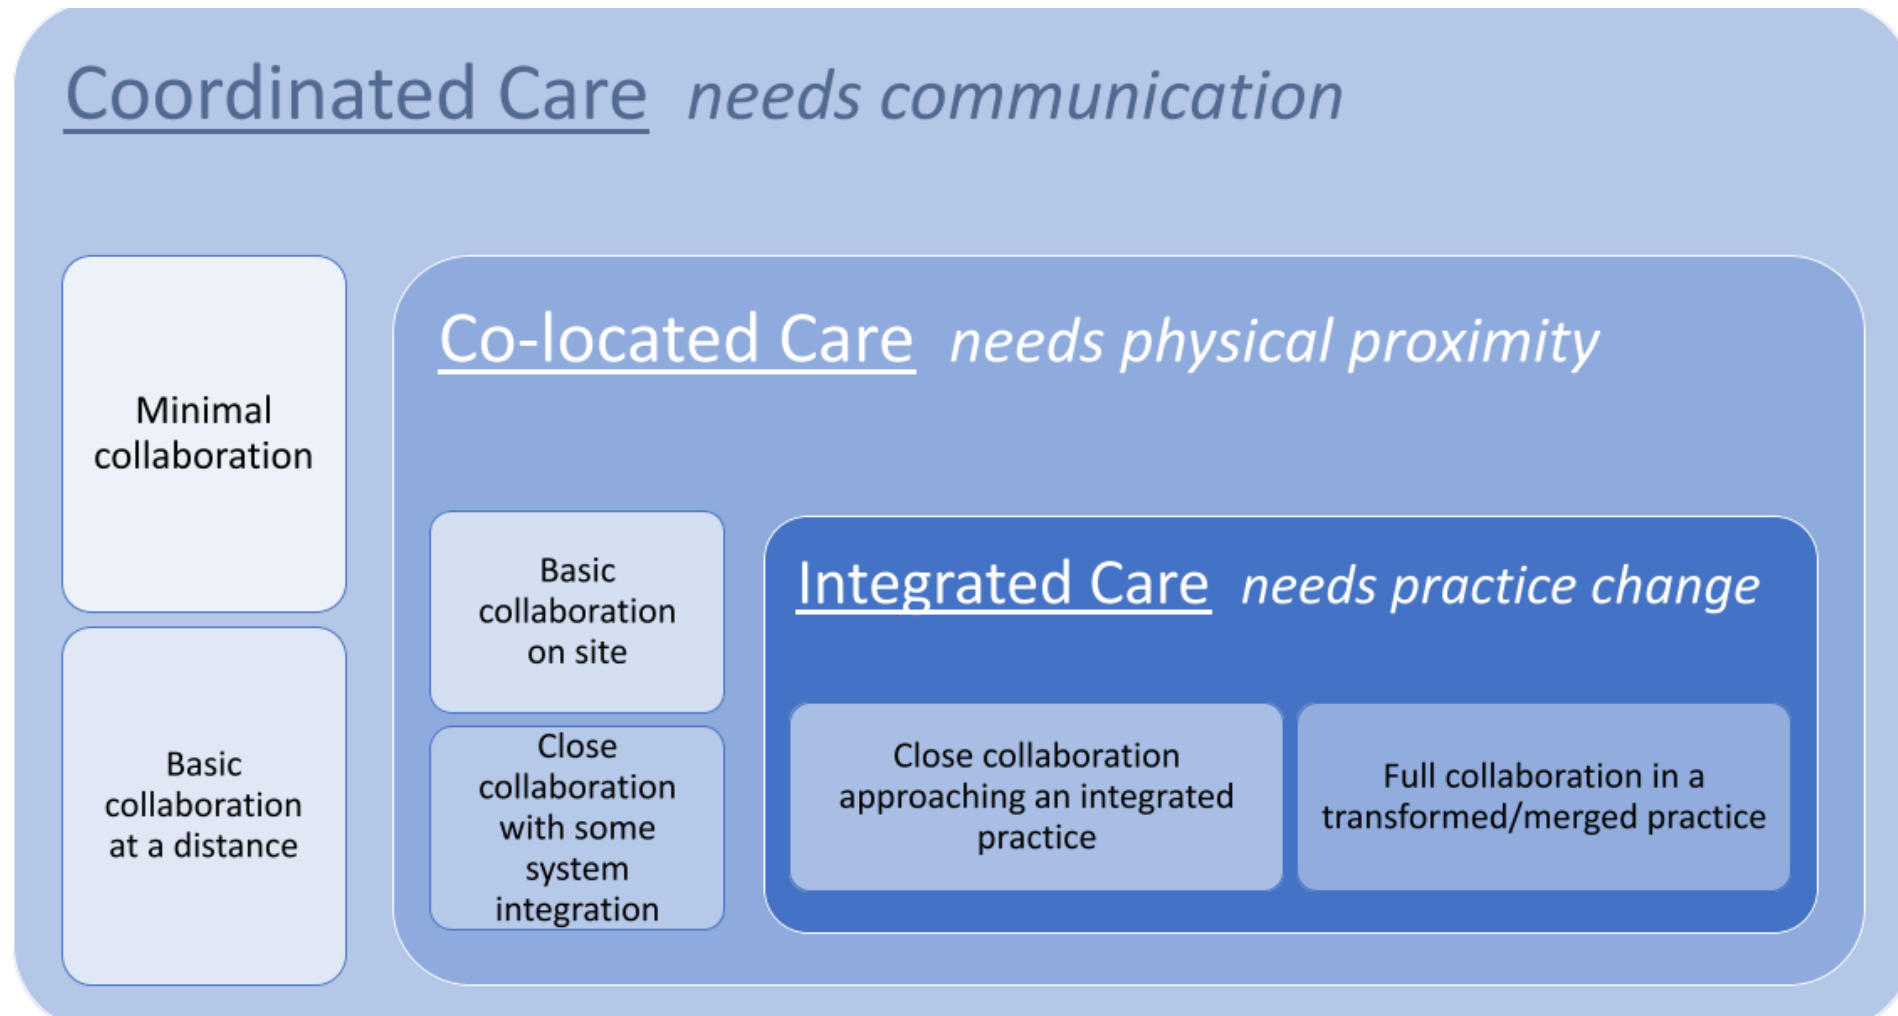 Coordinated Care needs communication
Minimal
collaboration
Basic
collaboration
at a distance
Co-located Care needs physical proximity
Basic
collaboration
on site
Close
collaboration
with some
system
integration
Integrated Care needs practice change
Close collaboration
approaching an integrated
practice
Full collaboration in a
transformed/merged practice